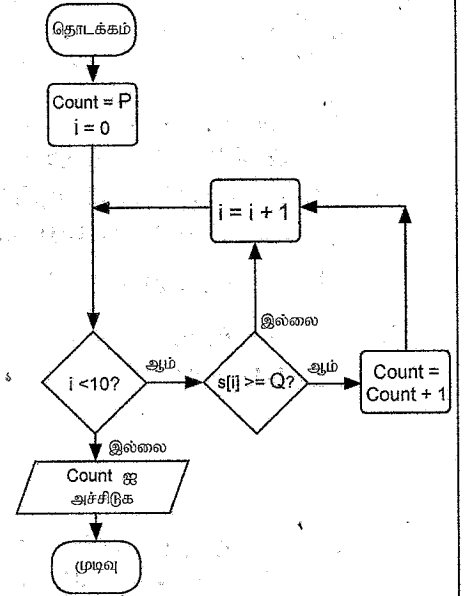 தொடக்கம்
Count = P
i = 0
i = i + 1
இல்லை
ஆம்
ஆம்
i <10?
s[i] >= Q?
Count =
Count + 1
இல்லை
Count ஐ
அச்சிடுக
முடிவு